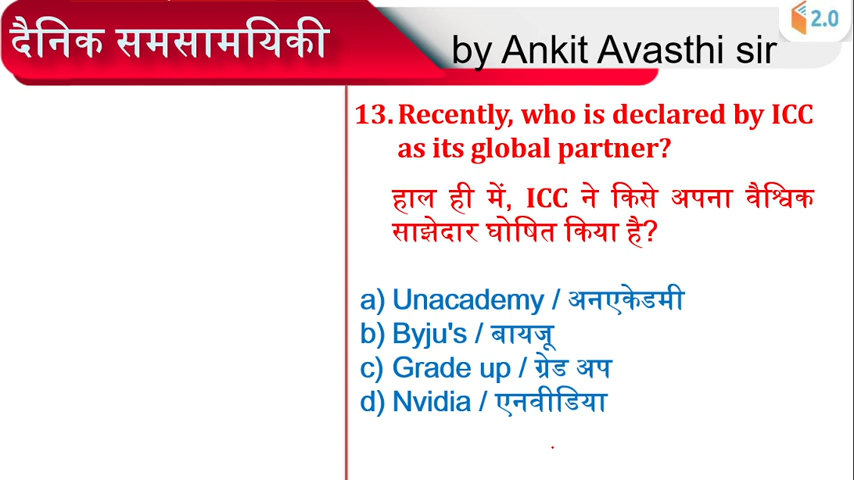 दैनिक समसामयिकी
by Ankit Avasthi sir
2.0
13. Recently, who is declared by ICC
as its global partner?
हाल ही में, ICC ने किसे अपना वैश्विक
साझेदार घोषित किया है?
a) Unacademy / अनएकेडमी
b) Byju's / बायजू
c) Grade up / ग्रेड अप
d) Nvidia / एनवीडिया